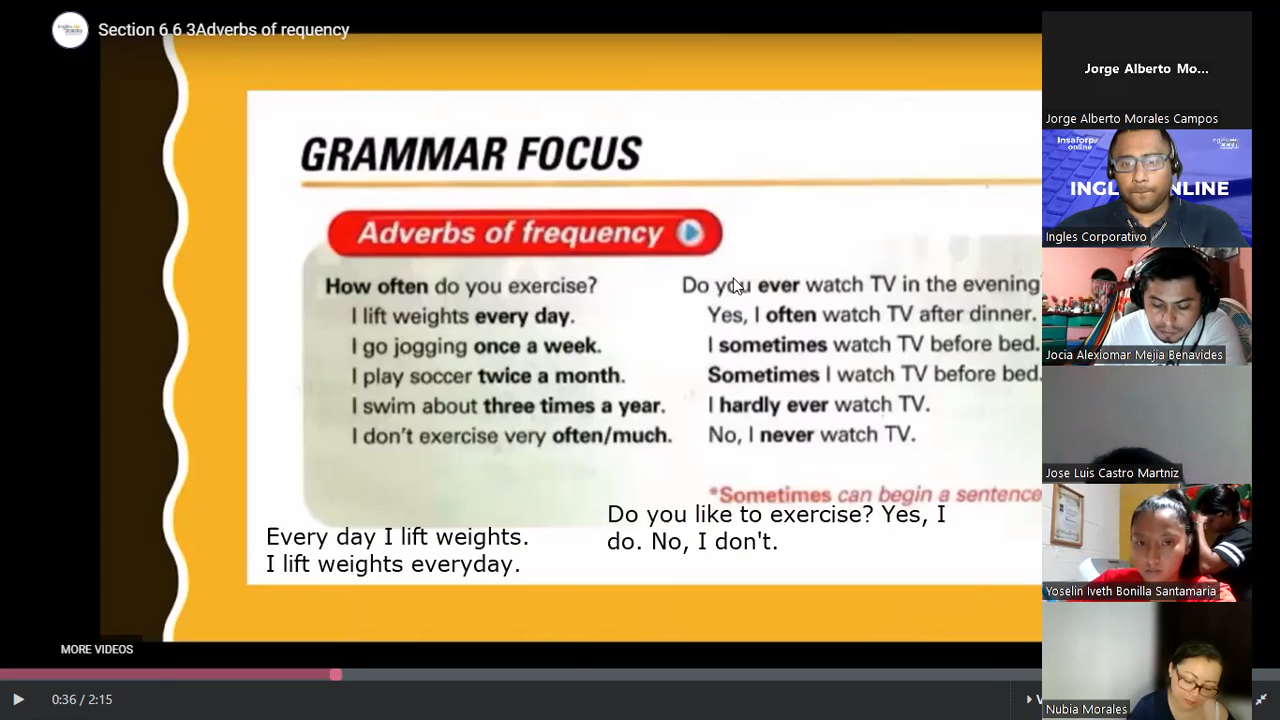 Section 6 6 3Adverbs of requency
GRAMMAR FOCUS
Adverbs of frequency
How often do you exercise?
I lift weights every day.
I go jogging once a week.
I play soccer twice a month.
I swim about three times a year.
I don't exercise very often/much.
Do you ever watch TV in the evening
Yes, I often watch TV after dinner.
I sometimes watch TV before bed.
Sometimes I watch TV before bed.
I hardly ever watch TV.
No, I never watch TV.
*Sometimes can begin a sentence
Every day I lift weights.
I lift weights everyday.
Do you like to exercise? Yes, I
do. No, I don't.
MORE VIDEOS
0:36 / 2:15
Jorge Alberto Mo...
Jorge Alberto Morales Campos
Insaforp
online
INGL NLINE
Ingles Corporativo
Jocia Alexiomar Mejia Benavides
Jose Luis Castro Martniz
Yoselin Iveth Bonilla Santamaria
Nubia Morales